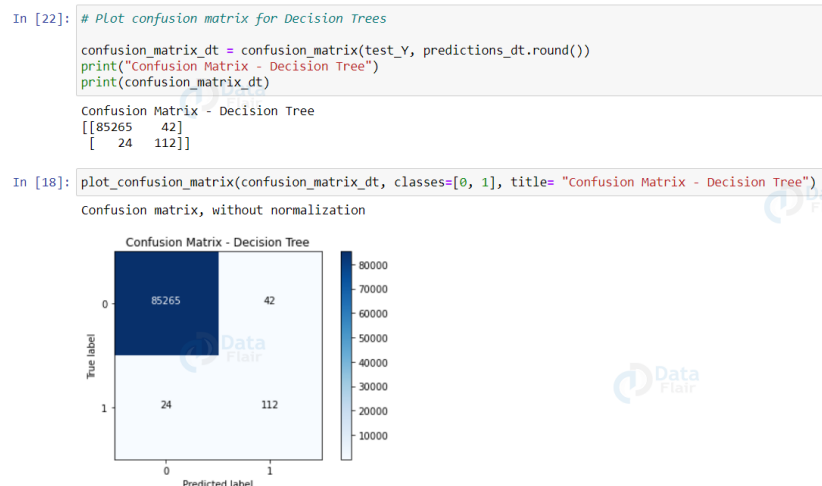 In [22]: # Plot confusion matrix for Decision Trees
confusion_matrix_dt = confusion_matrix(test_Y, predictions_dt.round())
print("Confusion Matrix - Decision Tree")
print(confusion_matrix_dt)
Confusion Matrix - Decision Tree
[[85265 42]
[ 24 112]]
In [18]: plot_confusion_matrix(confusion_matrix_dt, classes=[0, 1], title= "Confusion Matrix - Decision Tree")
Confusion matrix, without normalization
Confusion Matrix - Decision Tree
80000
70000
60000
50000
40000
30000
20000
10000
True label
0
85265 42
1
24 112
0 1
Predicted label
Data
Flair
Data
Flair
Data
Flair